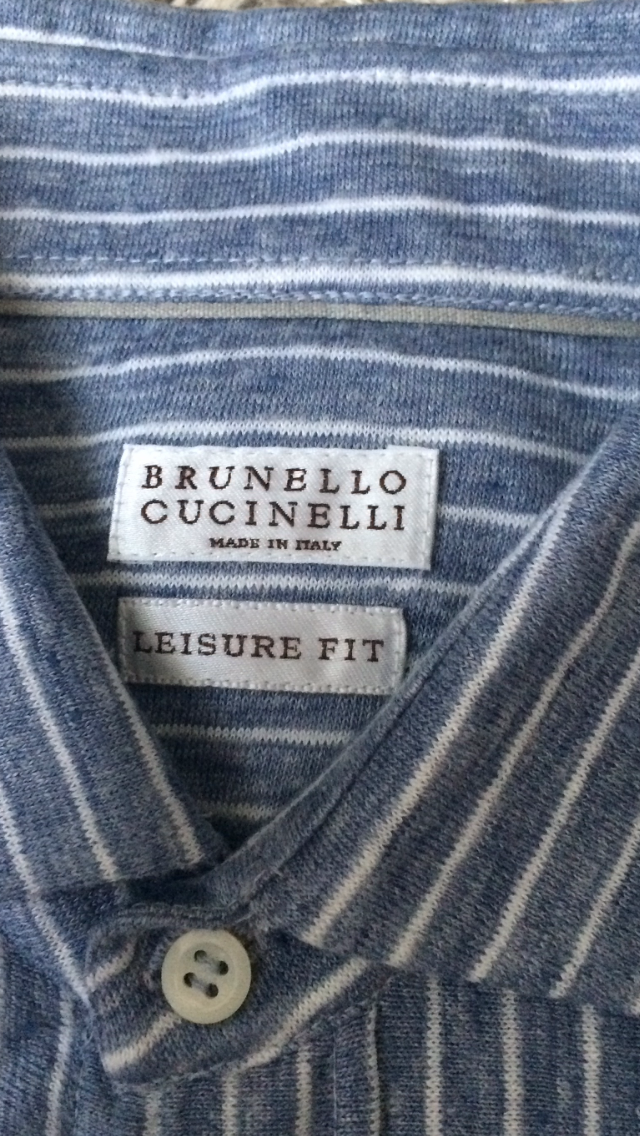 BRUNELLO
CUCINELLI
MADE IN ITALY
LEISURE FIT